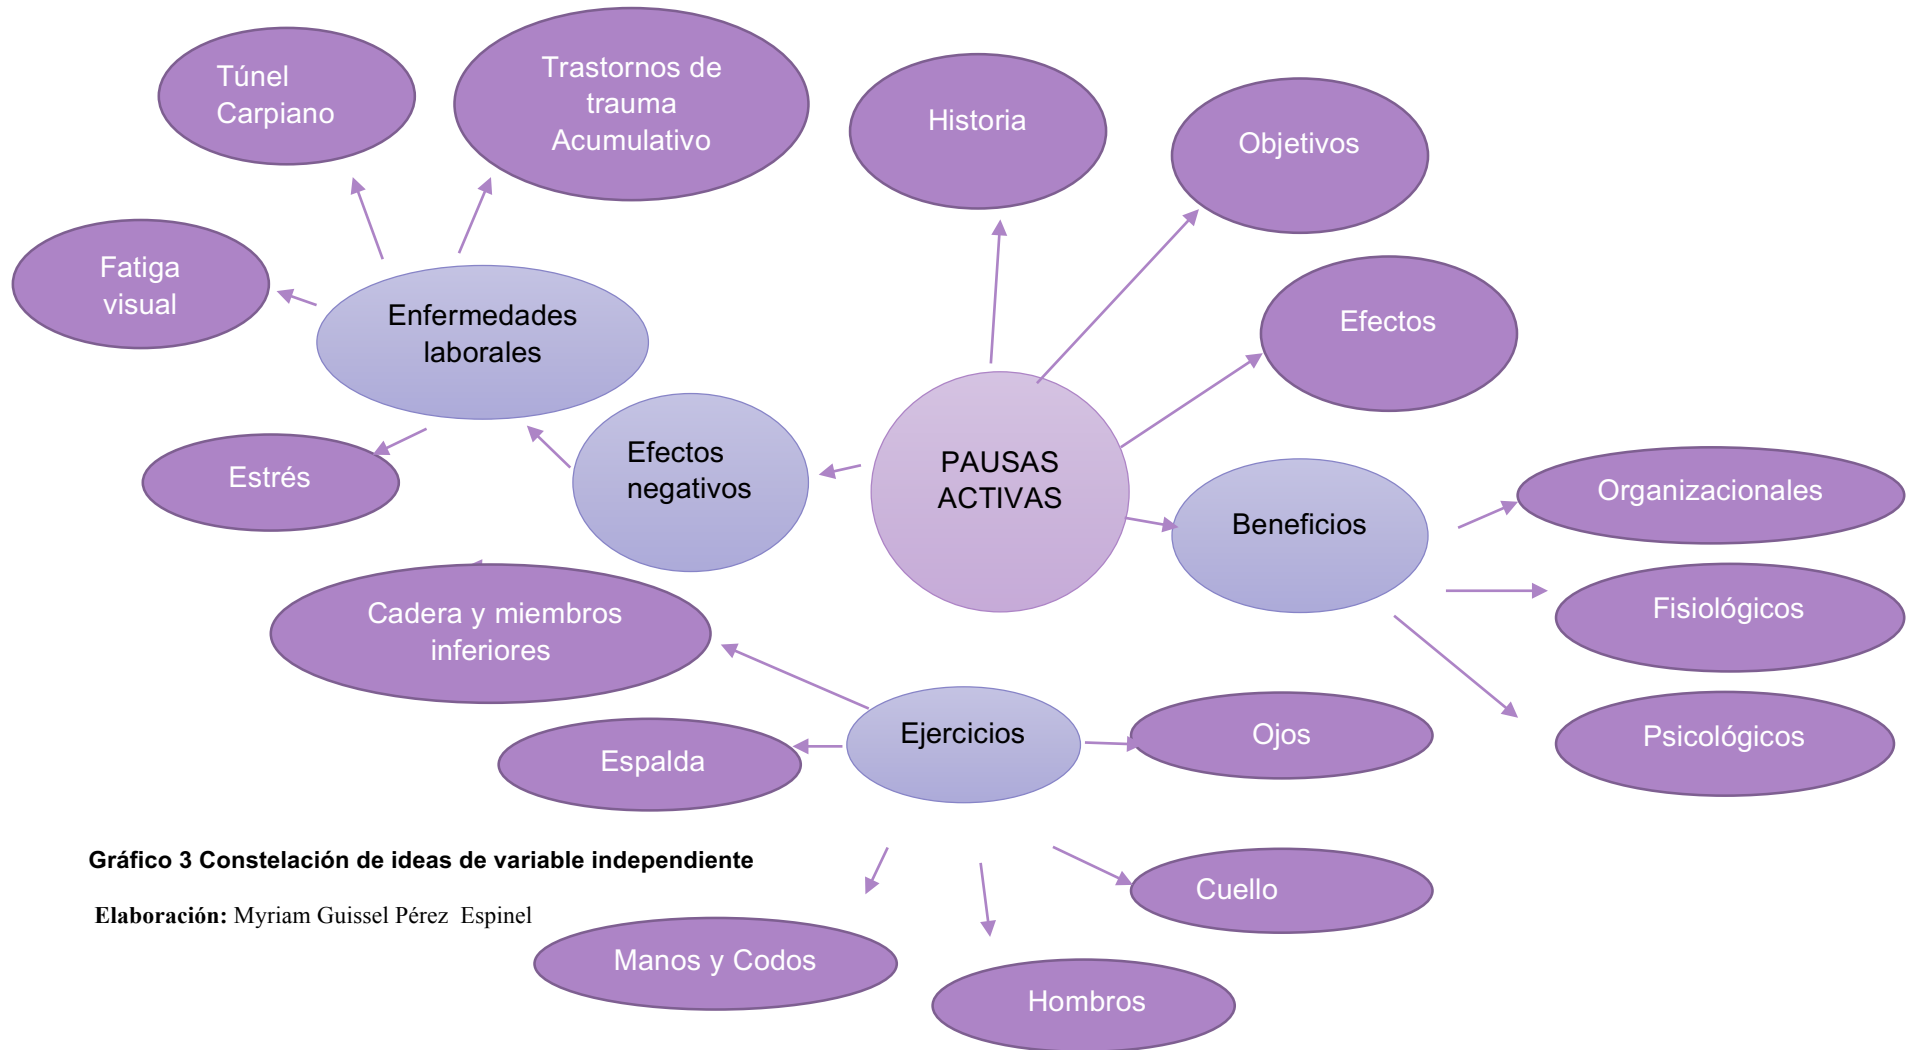 Túnel
Carpiano
Trastornos de
trauma
Acumulativo
Historia
Objetivos
Fatiga
visual
Enfermedades
laborales
Efectos
Estrés
Efectos
negativos
PAUSAS
ACTIVAS
Beneficios
Organizacionales
Fisiológicos
Psicológicos
Cadera y miembros
inferiores
Ejercicios
Ojos
Espalda
Cuello
Manos y Codos
Hombros
Gráfico 3 Constelación de ideas de variable independiente
Elaboración: Myriam Guissel Pérez  Espinel